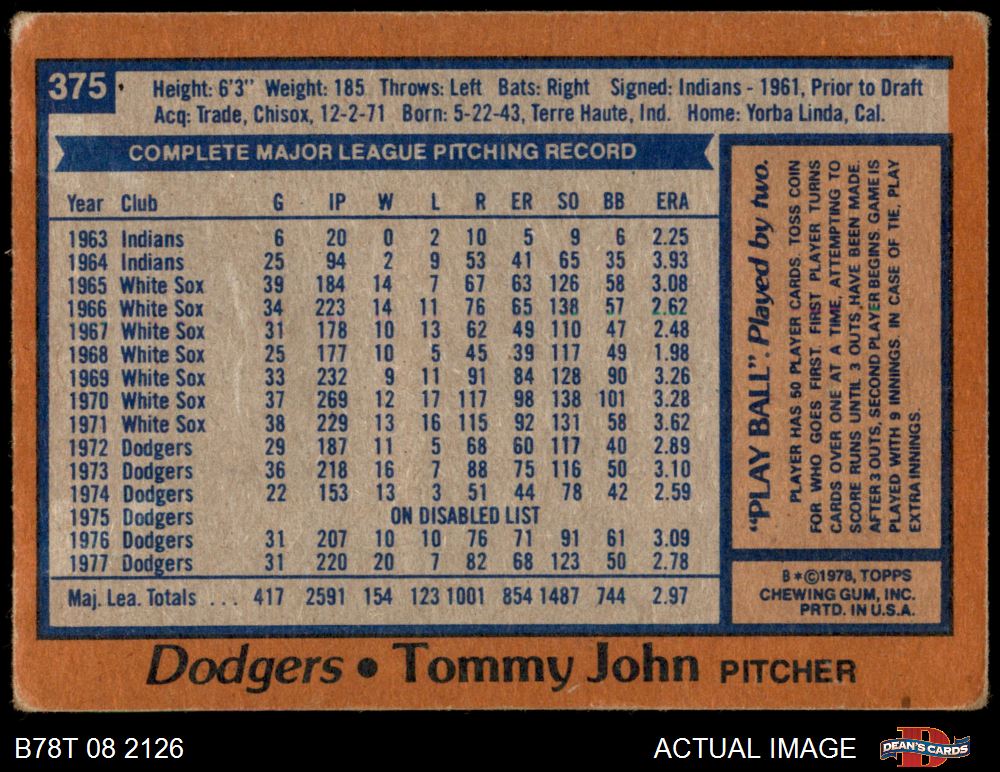 375
Height: 6'3" Weight: 185 Throws: Left Bats: Right Signed: Indians - 1961, Prior to Draft
Acq: Trade, Chisox, 12-2-71 Born: 5-22-43, Terre Haute, Ind. Home: Yorba Linda, Cal.
COMPLETE MAJOR LEAGUE PITCHING RECORD
Year Club G IP W L R ER SO BB ERA
1963 Indians 6 20 0 2 10 5 9 6 2.25
1964 Indians 25 94 2 9 53 41 65 35 3.93
1965 White Sox 39 184 14 7 67 63 126 58 3.08
1966 White Sox 34 223 14 11 76 65 138 57 2.62
1967 White Sox 31 178 10 13 62 49 110 47 2.48
1968 White Sox 25 177 10 5 45 39 117 49 1.98
1969 White Sox 33 232 9 11 91 84 128 90 3.26
1970 White Sox 37 269 12 17 117 98 138 101 3.28
1971 White Sox 38 229 13 16 115 92 131 58 3.62
1972 Dodgers 29 187 11 5 68 60 117 40 2.89
1973 Dodgers 36 218 16 7 88 75 116 50 3.10
1974 Dodgers 22 153 13 3 51 44 78 42 2.59
1975 Dodgers ON DISABLED LIST
1976 Dodgers 31 207 10 10 76 71 91 61 3.09
1977 Dodgers 31 220 20 7 82 68 123 50 2.78
Maj. Lea. Totals ... 417 2591 154 123 1001 854 1487 744 2.97
"PLAY BALL". Played by two.
PLAYER HAS 50 PLAYER CARDS. TOSS COIN
FOR WHO GOES FIRST. FIRST PLAYER TURNS
CARDS OVER ONE AT A TIME, ATTEMPTING TO
SCORE RUNS UNTIL 3 OUTS HAVE BEEN MADE.
AFTER 3 OUTS, SECOND PLAYER BEGINS. GAME IS
PLAYED WITH 9 INNINGS. IN CASE OF TIE, PLAY
EXTRA INNINGS.
B*©1978, TOPPS
CHEWING GUM, INC.
PRTD. IN U.S.A.
Dodgers • Tommy John PITCHER
B78T 08 2126
ACTUAL IMAGE
DEAN'S CARDS